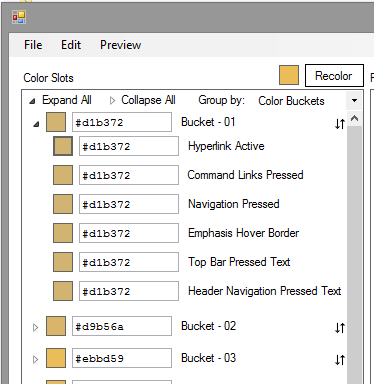 File Edit Preview
Color Slots Recolor
Expand All Collapse All Group by: Color Buckets
#d1b372 Bucket - 01
#d1b372 Hyperlink Active
#d1b372 Command Links Pressed
#d1b372 Navigation Pressed
#d1b372 Emphasis Hover Border
#d1b372 Top Bar Pressed Text
#d1b372 Header Navigation Pressed Text
#d9b56a Bucket - 02
#ebbd59 Bucket - 03